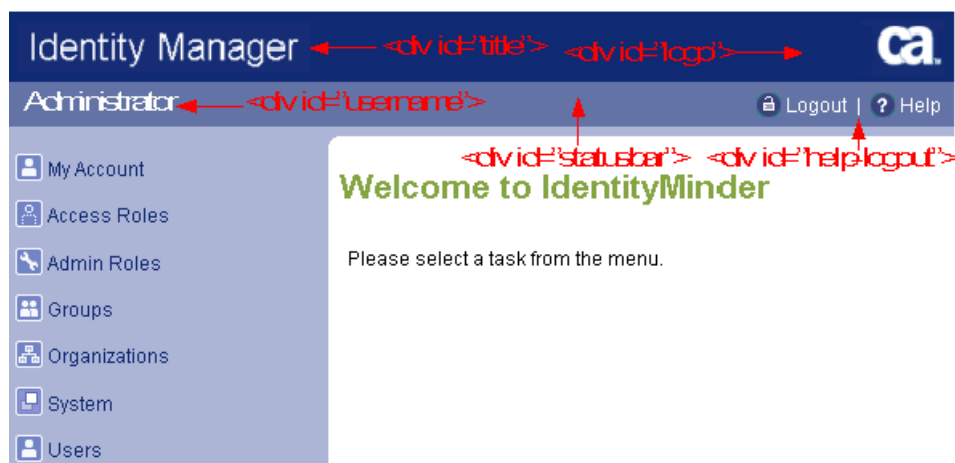 Identity Manager <div id="title"> <div id="logo"> ca.
Administrator <div id="username"> Logout | Help
<div id="statusbar"> <div id="help-logout">
My Account
Welcome to IdentityMinder
Access Roles
Admin Roles Please select a task from the menu.
Groups
Organizations
System
Users